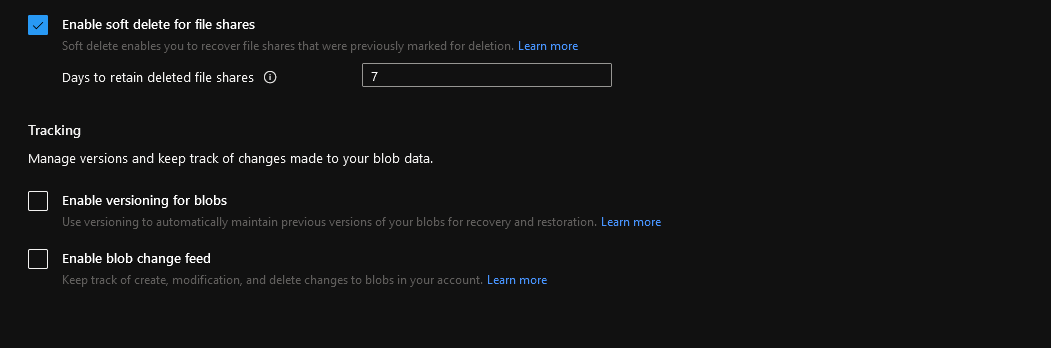 Enable soft delete for file shares
Soft delete enables you to recover file shares that were previously marked for deletion. Learn more
Days to retain deleted file shares 7
Tracking
Manage versions and keep track of changes made to your blob data.
Enable versioning for blobs
Use versioning to automatically maintain previous versions of your blobs for recovery and restoration. Learn more
Enable blob change feed
Keep track of create, modification, and delete changes to blobs in your account. Learn more